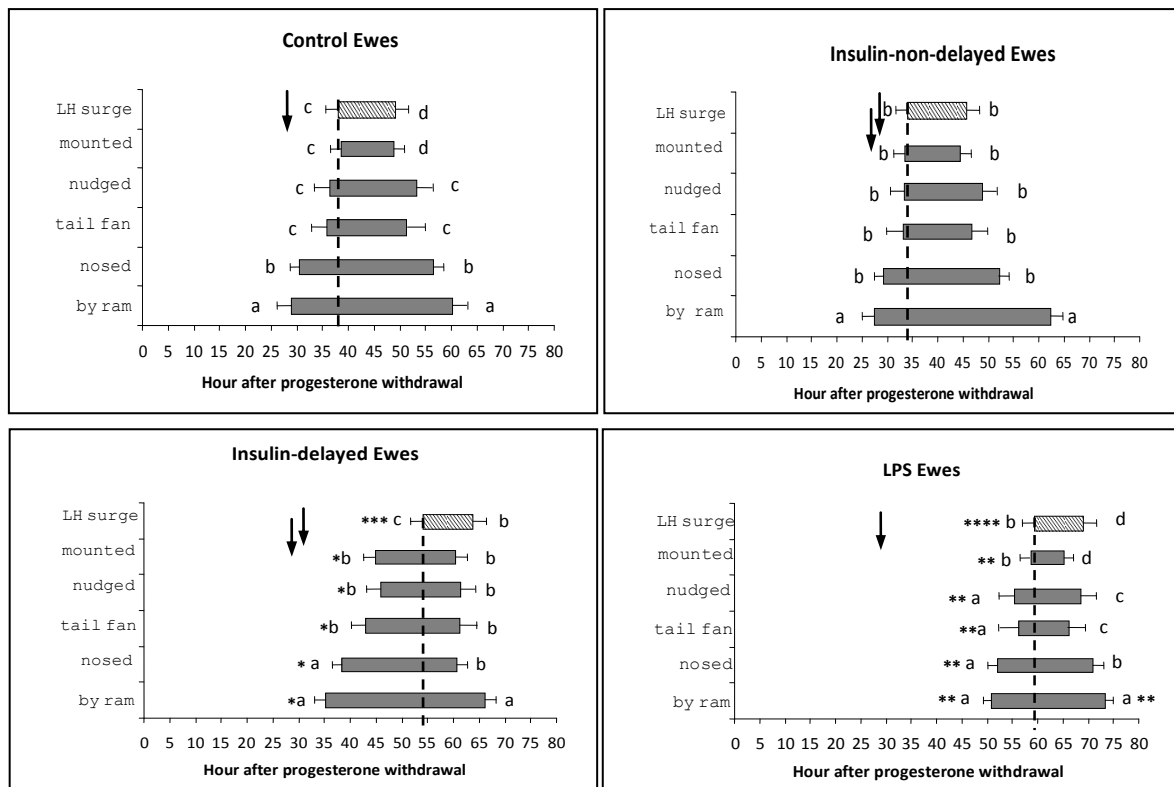 Control Ewes
LH surge c d
mounted c d
nudged c c
tail fan c c
nosed b b
by ram a a
0 5 10 15 20 25 30 35 40 45 50 55 60 65 70 75 80
Hour after progesterone withdrawal
Insulin-non-delayed Ewes
LH surge b b
mounted b b
nudged b b
tail fan b b
nosed b b
by ram a a
0 5 10 15 20 25 30 35 40 45 50 55 60 65 70 75 80
Hour after progesterone withdrawal
Insulin-delayed Ewes
LH surge *** c b
mounted *b b
nudged *b b
tail fan *b b
nosed * a b
by ram *a a
0 5 10 15 20 25 30 35 40 45 50 55 60 65 70 75 80
Hour after progesterone withdrawal
LPS Ewes
LH surge **** b d
mounted ** b d
nudged ** a c
tail fan **a c
nosed ** a b
by ram ** a a **
0 5 10 15 20 25 30 35 40 45 50 55 60 65 70 75 80
Hour after progesterone withdrawal